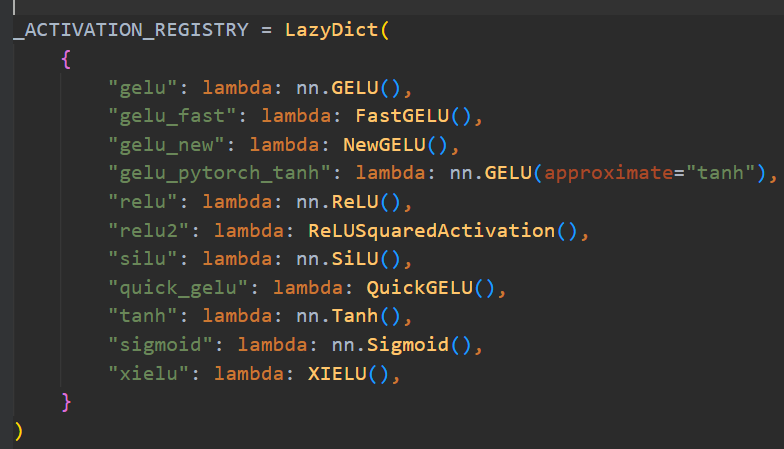 _ACTIVATION_REGISTRY = LazyDict(
    {
        "gelu": lambda: nn.GELU(),
        "gelu_fast": lambda: FastGELU(),
        "gelu_new": lambda: NewGELU(),
        "gelu_pytorch_tanh": lambda: nn.GELU(approximate="tanh"),
        "relu": lambda: nn.ReLU(),
        "relu2": lambda: ReLUSquaredActivation(),
        "silu": lambda: nn.SiLU(),
        "quick_gelu": lambda: QuickGELU(),
        "tanh": lambda: nn.Tanh(),
        "sigmoid": lambda: nn.Sigmoid(),
        "xielu": lambda: XIELU(),
    }
)